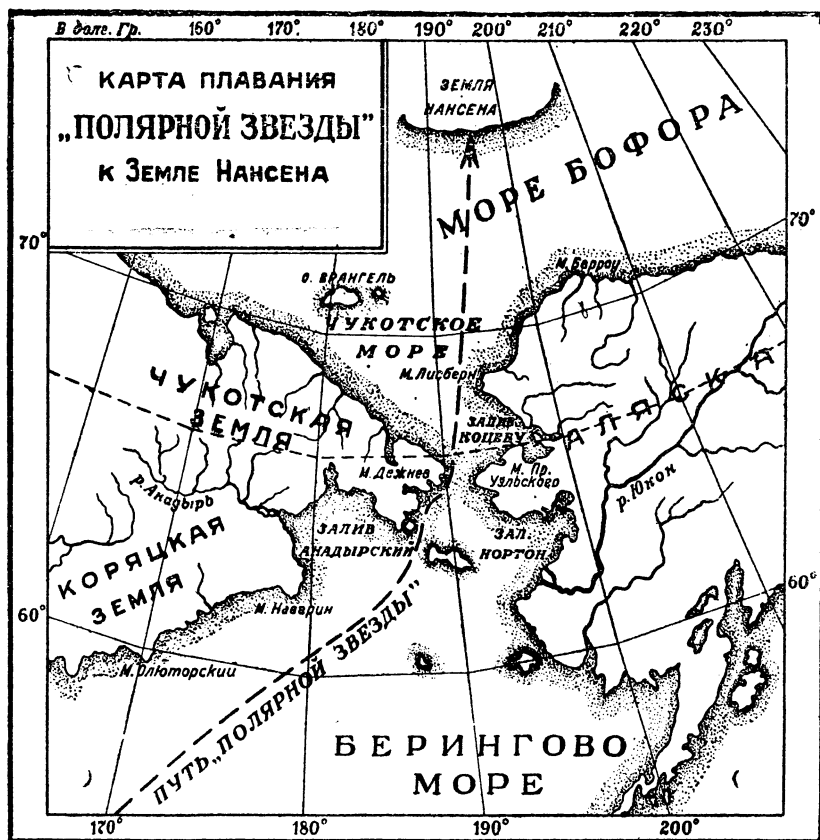 В долг. Гр. 160° 170° 180° 190° 200° 210° 220° 230°
КАРТА ПЛАВАНИЯ
„ПОЛЯРНОЙ ЗВЕЗДЫ"
к Земле Нансена
ЗЕМЛЯ
НАНСЕНА
МОРЕ БОФОРА
70°
70°
М. Барроу
о. ВРАНГЕЛЬ
ЧУКОТСКОЕ
МОРЕ
М. Лисберн
ЧУКОТСКАЯ
ЗЕМЛЯ
АЛЯСКА
ЗАЛИВ
КОЦЕБУ
М. Дежнев
М. Пр.
Уэльского
р. Анадырь
р. Юкон
ЗАЛИВ
АНАДЫРСКИЙ
ЗАЛ.
НОРТОН
КОРЯЦКАЯ
ЗЕМЛЯ
60°
60°
М. Наварин
М. Олюторский
ПУТЬ „ПОЛЯРНОЙ ЗВЕЗДЫ"
БЕРИНГОВО
МОРЕ
170° 180° 190° 200°